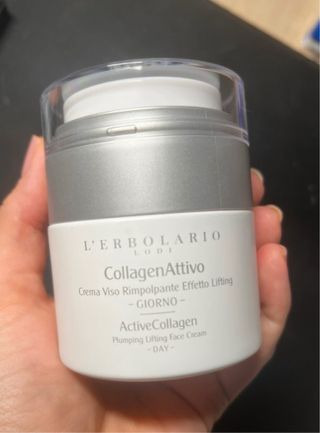 L'ERBOLARIO
LODI
CollagenAttivo
Crema Viso Rimpolpante Effetto Lifting
- GIORNO -
ActiveCollagen
Plumping Lifting Face Cream
- DAY -